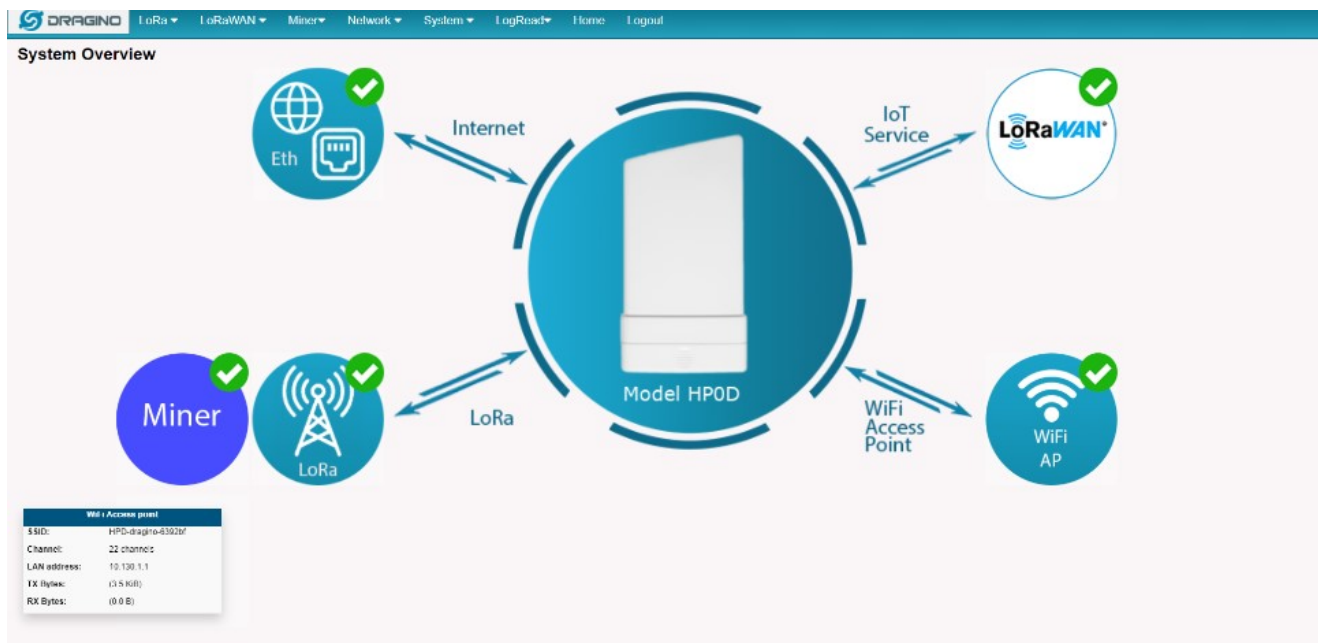 DRAGINO LoRa LoRaWAN Miner Network System LogRead Home Logout
System Overview
Eth
Internet
IoT
Service
LoRaWAN
Model HP0D
Miner
LoRa
LoRa
WiFi
Access
Point
WiFi
AP
WiFi Access point
SSID: HPD-dragino-6392bf
Channel: 22 channels
LAN address: 10.130.1.1
TX Bytes: (3.5 KiB)
RX Bytes: (0.0 B)